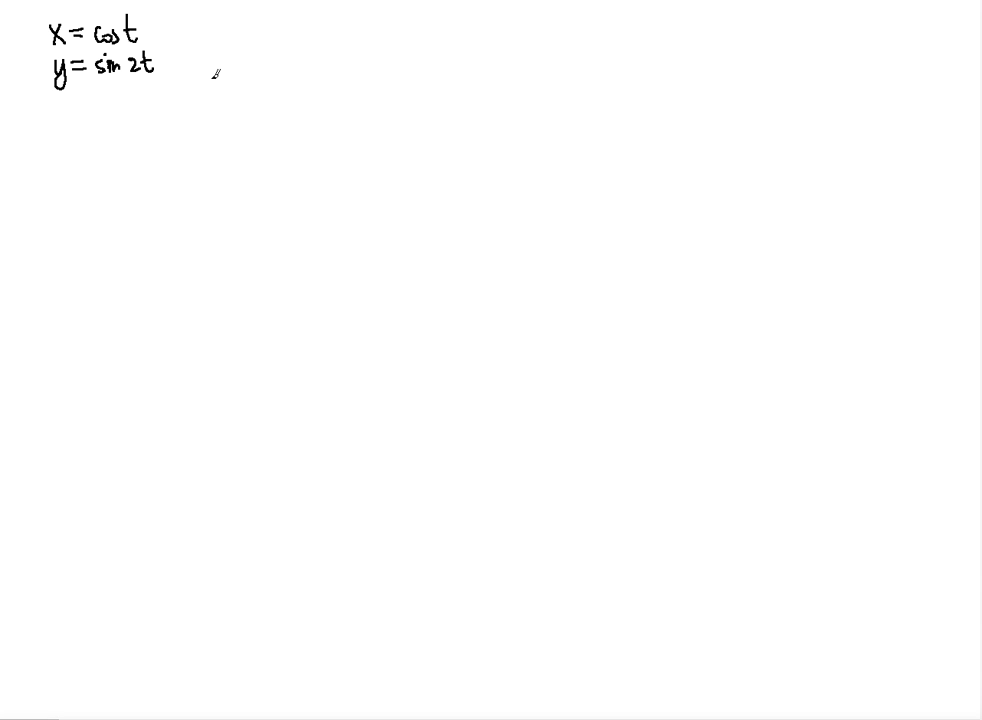 x = cos t
y = sin 2t